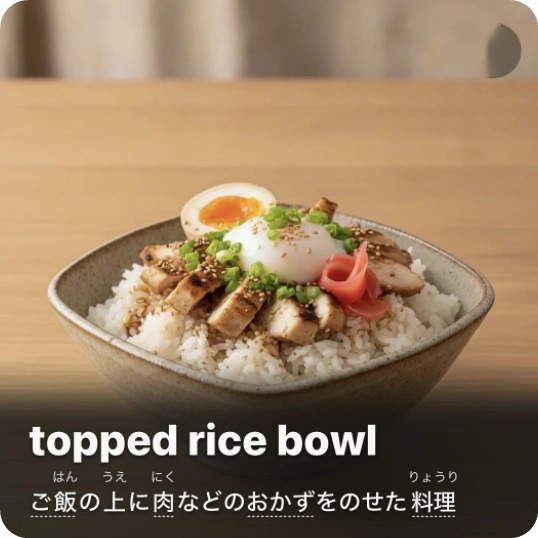 topped rice bowl
はん うえ にく りょうり
ご飯の上に肉などのおかずをのせた料理